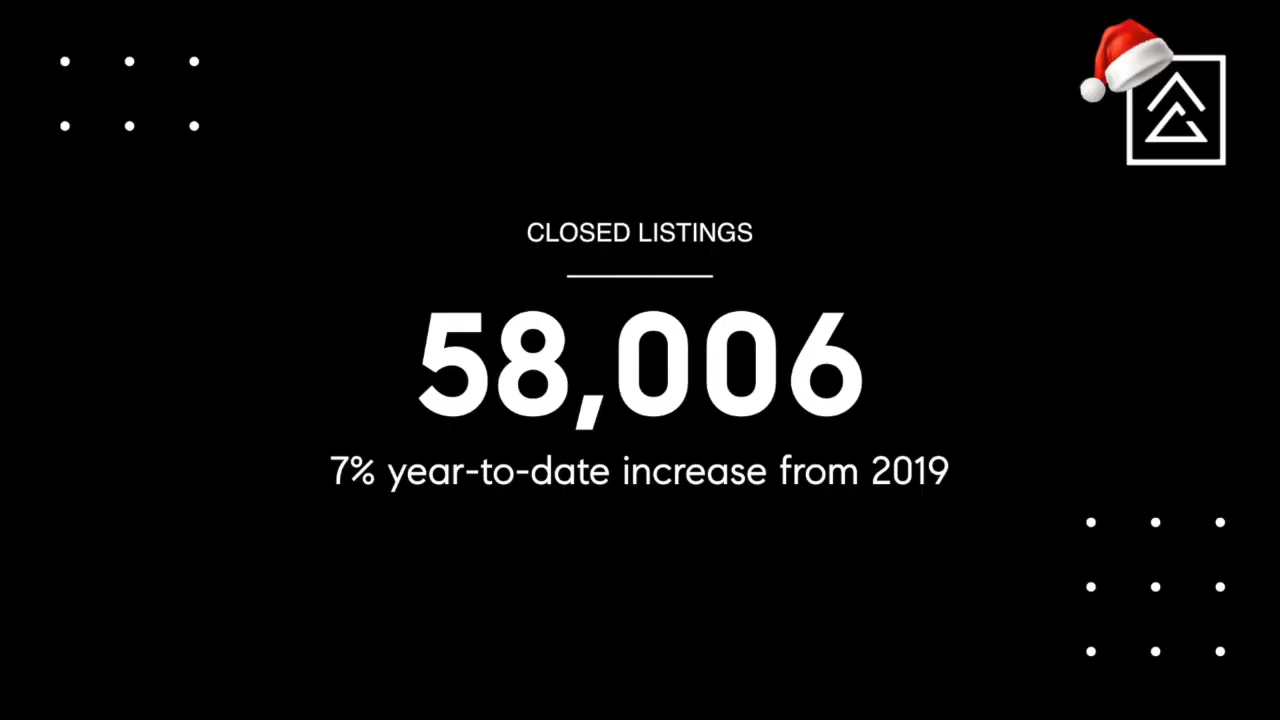 CLOSED LISTINGS
58,006
7% year-to-date increase from 2019